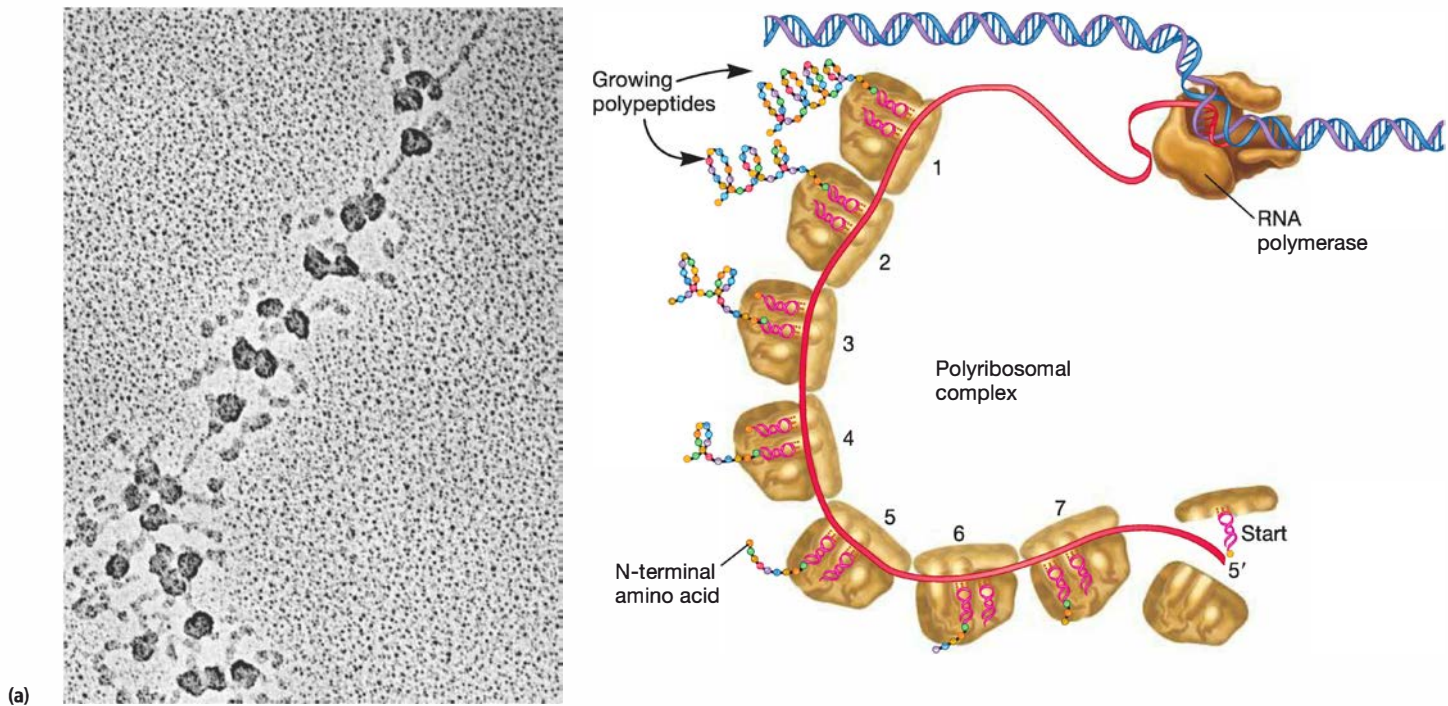 Growing
polypeptides
1
2
3
4
5
6
7
RNA
polymerase
Polyribosomal
complex
Start
5′
N-terminal
amino acid
(a)